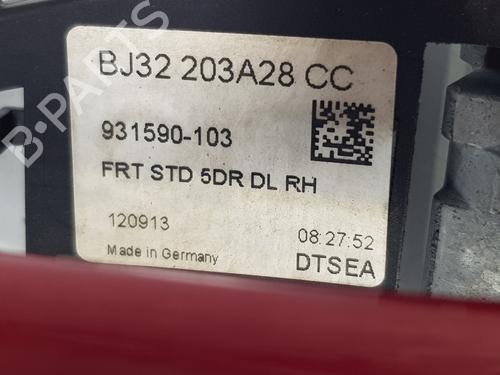 BJ32 203A28 CC
931590-103
FRT STD 5DR DL RH
120913
08:27:52
Made in Germany
DTSEA
B-PARTS